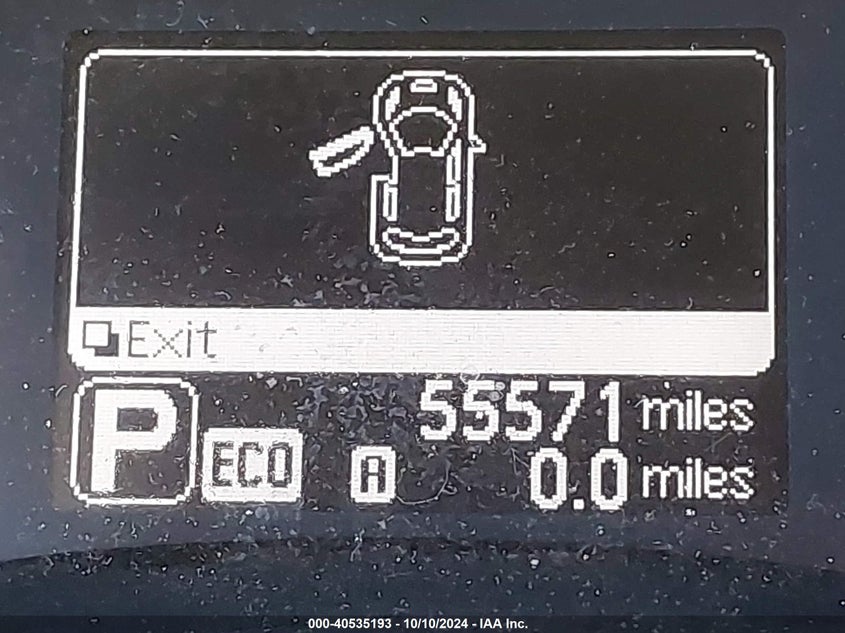 Exit
P ECO 55571 miles
A 0.0 miles
000-40535193 - 10/10/2024 - IAA Inc.